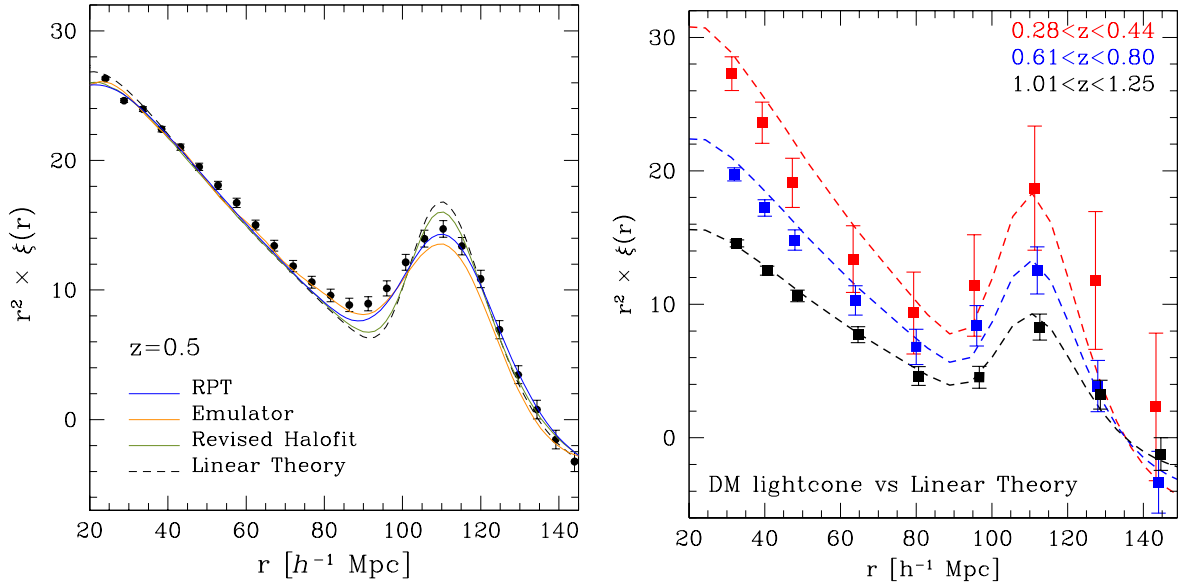 30
20
10
0
r² × ξ(r)
z=0.5
RPT
Emulator
Revised Halofit
Linear Theory
20 40 60 80 100 120 140
r [h⁻¹ Mpc]
30
20
10
0
r² × ξ(r)
0.28<z<0.44
0.61<z<0.80
1.01<z<1.25
DM lightcone vs Linear Theory
20 40 60 80 100 120 140
r [h⁻¹ Mpc]